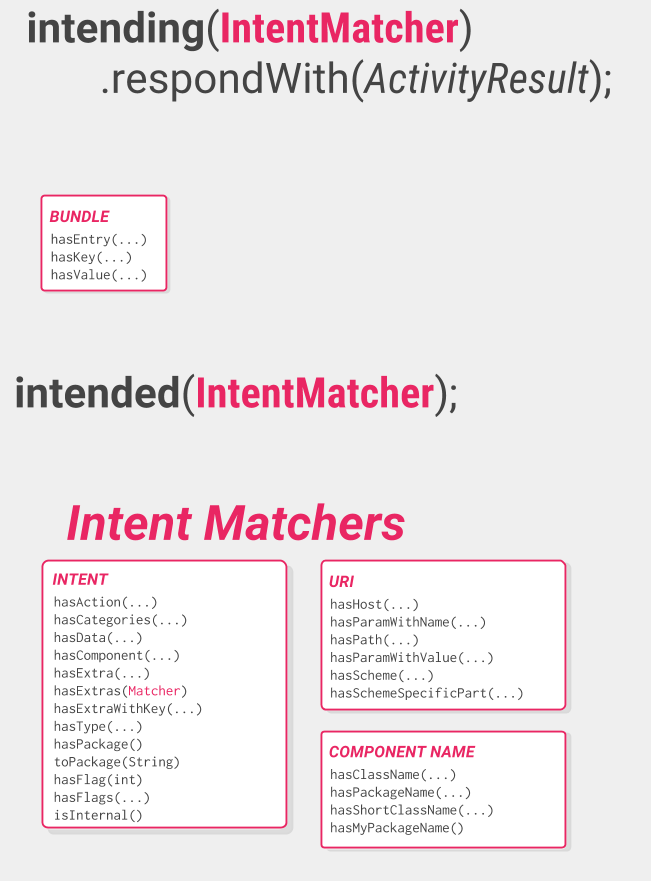 intending(IntentMatcher)
.respondWith(ActivityResult);
BUNDLE
hasEntry(...)
hasKey(...)
hasValue(...)
intended(IntentMatcher);
Intent Matchers
INTENT
hasAction(...)
hasCategories(...)
hasData(...)
hasComponent(...)
hasExtra(...)
hasExtras(Matcher)
hasExtraWithKey(...)
hasType(...)
hasPackage()
toPackage(String)
hasFlag(int)
hasFlags(...)
isInternal()
URI
hasHost(...)
hasParamWithName(...)
hasPath(...)
hasParamWithValue(...)
hasScheme(...)
hasSchemeSpecificPart(...)
COMPONENT NAME
hasClassName(...)
hasPackageName(...)
hasShortClassName(...)
hasMyPackageName()